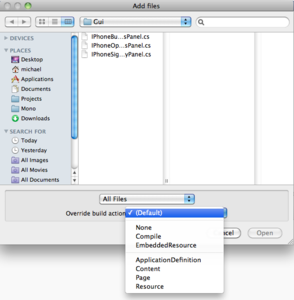 Add files
Gui
DEVICES
PLACES
Desktop
michael
Applications
Documents
Projects
Mono
Downloads
SEARCH FOR
Today
Yesterday
All Images
All Movies
All Documents
iPhoneBu...sPanel.cs
iPhoneOp...sPanel.cs
iPhoneSig...yPanel.cs
All Files
Override build action
✓ (Default)
None
Compile
EmbeddedResource
ApplicationDefinition
Content
Page
Resource
ncel
Open